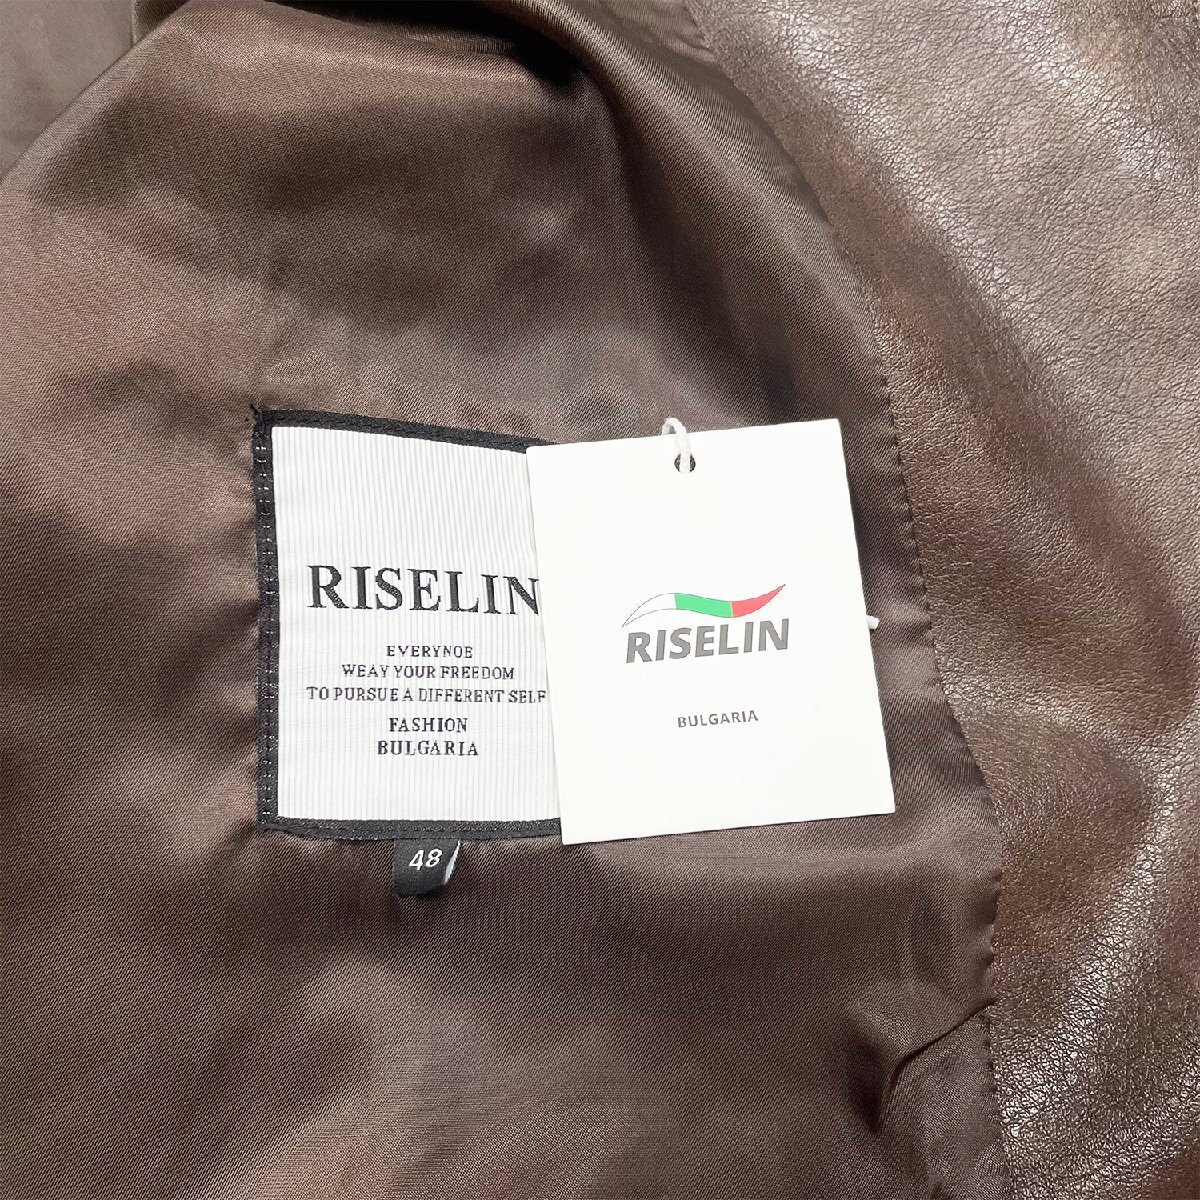 RISELIN
EVERYNOE
WEAY YOUR FREEDOM
TO PURSUE A DIFFERENT SELF
FASHION
BULGARIA
48
RISELIN
BULGARIA